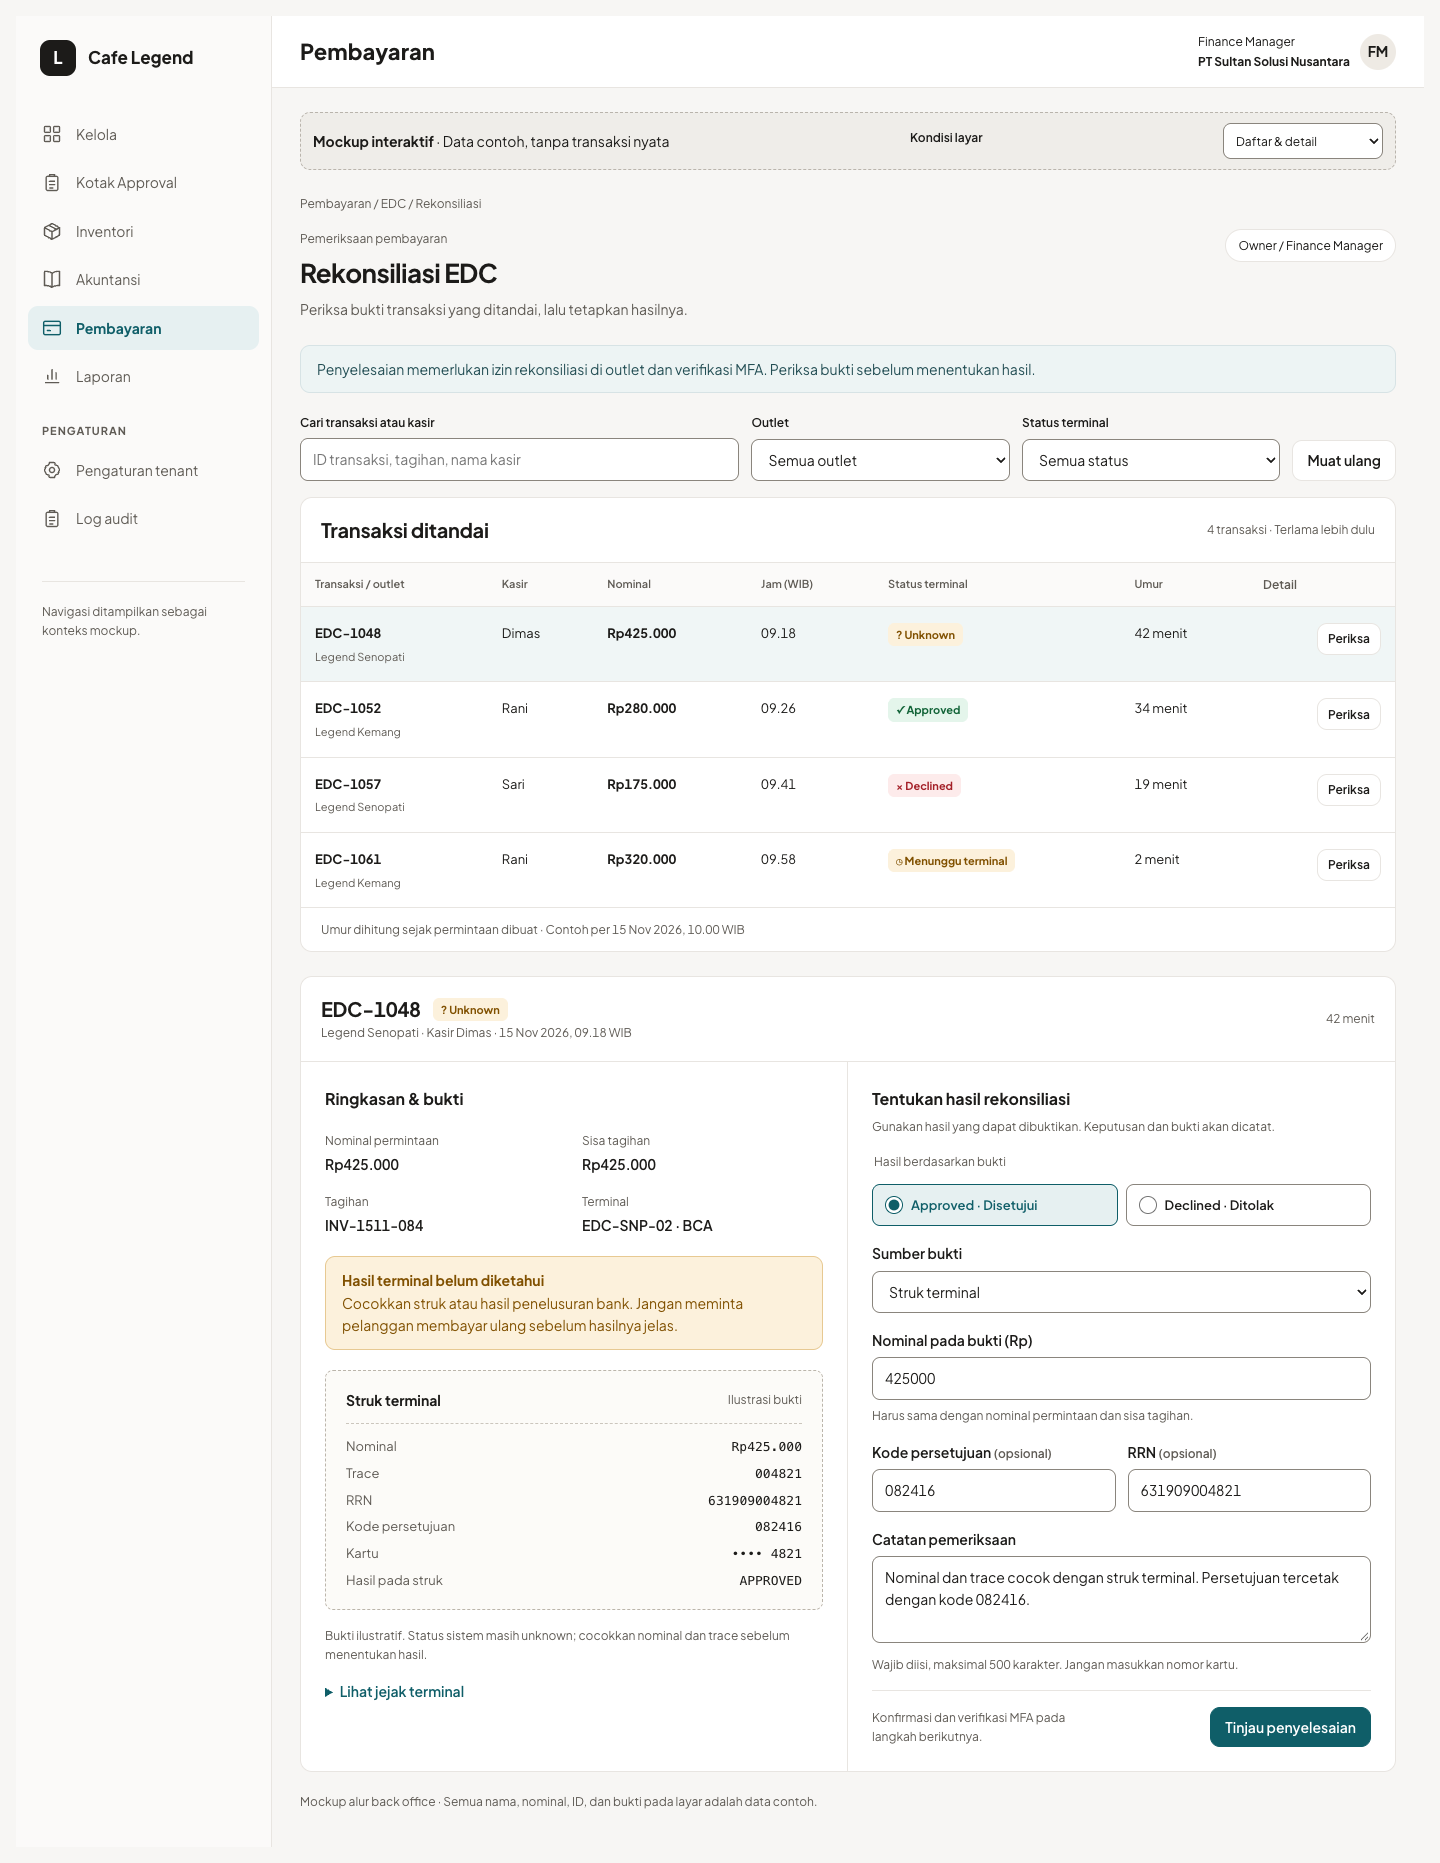 L
Cafe Legend
Kelola
Kotak Approval
Inventori
Akuntansi
Pembayaran
Laporan
PENGATURAN
Pengaturan tenant
Log audit
Navigasi ditampilkan sebagai
konteks mockup.
Pembayaran
Finance Manager
PT Sultan Solusi Nusantara
FM
Mockup interaktif · Data contoh, tanpa transaksi nyata
Kondisi layar
Daftar & detail
Pembayaran / EDC / Rekonsiliasi
Pemeriksaan pembayaran
Rekonsiliasi EDC
Periksa bukti transaksi yang ditandai, lalu tetapkan hasilnya.
Owner / Finance Manager
Penyelesaian memerlukan izin rekonsiliasi di outlet dan verifikasi MFA. Periksa bukti sebelum menentukan hasil.
Cari transaksi atau kasir
Outlet
Status terminal
ID transaksi, tagihan, nama kasir
Semua outlet
Semua status
Muat ulang
Transaksi ditandai
4 transaksi · Terlama lebih dulu
Transaksi / outlet Kasir Nominal Jam (WIB) Status terminal Umur Detail
EDC-1048 Dimas Rp425.000 09.18 ? Unknown 42 menit Periksa
Legend Senopati
EDC-1052 Rani Rp280.000 09.26 ✓ Approved 34 menit Periksa
Legend Kemang
EDC-1057 Sari Rp175.000 09.41 × Declined 19 menit Periksa
Legend Senopati
EDC-1061 Rani Rp320.000 09.58 ◷ Menunggu terminal 2 menit Periksa
Legend Kemang
Umur dihitung sejak permintaan dibuat · Contoh per 15 Nov 2026, 10.00 WIB
EDC-1048 ? Unknown
Legend Senopati · Kasir Dimas · 15 Nov 2026, 09.18 WIB
42 menit
Ringkasan & bukti
Nominal permintaan Sisa tagihan
Rp425.000 Rp425.000
Tagihan Terminal
INV-1511-084 EDC-SNP-02 · BCA
Hasil terminal belum diketahui
Cocokkan struk atau hasil penelusuran bank. Jangan meminta
pelanggan membayar ulang sebelum hasilnya jelas.
Struk terminal Ilustrasi bukti
Nominal Rp425.000
Trace 004821
RRN 631909004821
Kode persetujuan 082416
Kartu •••• 4821
Hasil pada struk APPROVED
Bukti ilustratif. Status sistem masih unknown; cocokkan nominal dan trace sebelum
menentukan hasil.
▶ Lihat jejak terminal
Tentukan hasil rekonsiliasi
Gunakan hasil yang dapat dibuktikan. Keputusan dan bukti akan dicatat.
Hasil berdasarkan bukti
Approved · Disetujui
Declined · Ditolak
Sumber bukti
Struk terminal
Nominal pada bukti (Rp)
425000
Harus sama dengan nominal permintaan dan sisa tagihan.
Kode persetujuan (opsional) RRN (opsional)
082416 631909004821
Catatan pemeriksaan
Nominal dan trace cocok dengan struk terminal. Persetujuan tercetak
dengan kode 082416.
Wajib diisi, maksimal 500 karakter. Jangan masukkan nomor kartu.
Konfirmasi dan verifikasi MFA pada
langkah berikutnya.
Tinjau penyelesaian
Mockup alur back office · Semua nama, nominal, ID, dan bukti pada layar adalah data contoh.